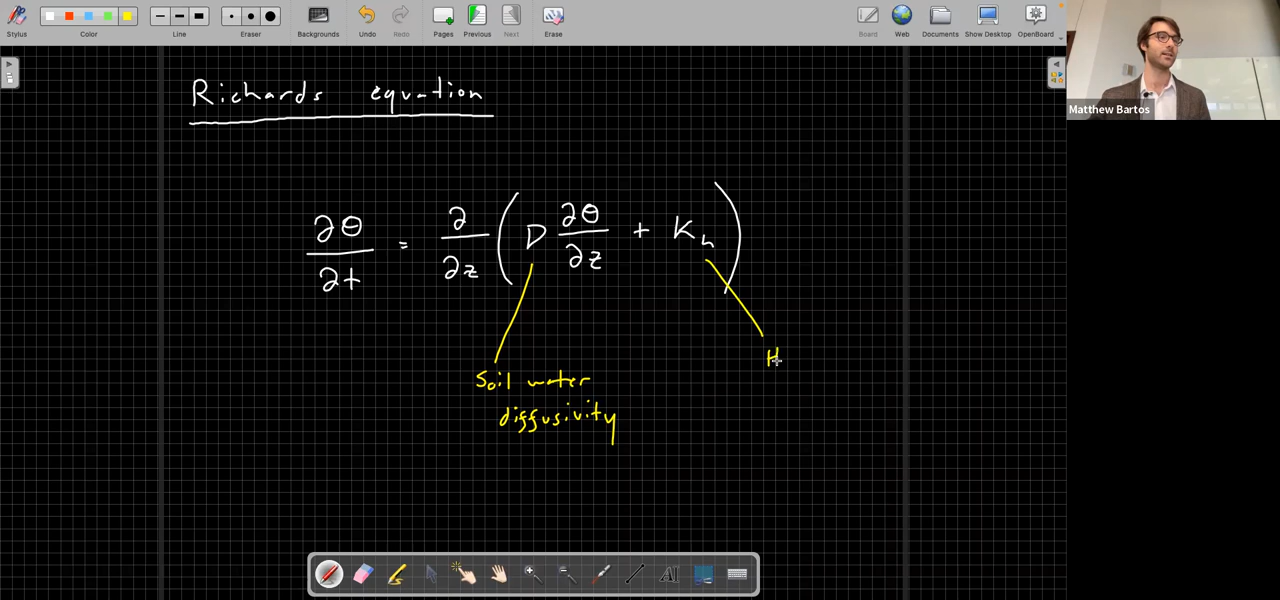 Stylus
Color
Line
Eraser
Backgrounds
Undo
Redo
Pages
Previous
Next
Erase
Board
Web
Documents
Show Desktop
OpenBoard
Matthew Bartos
Richards equation
∂θ/∂t = ∂/∂z (D ∂θ/∂z + Kh)
H
Soil water
diffusivity
AI